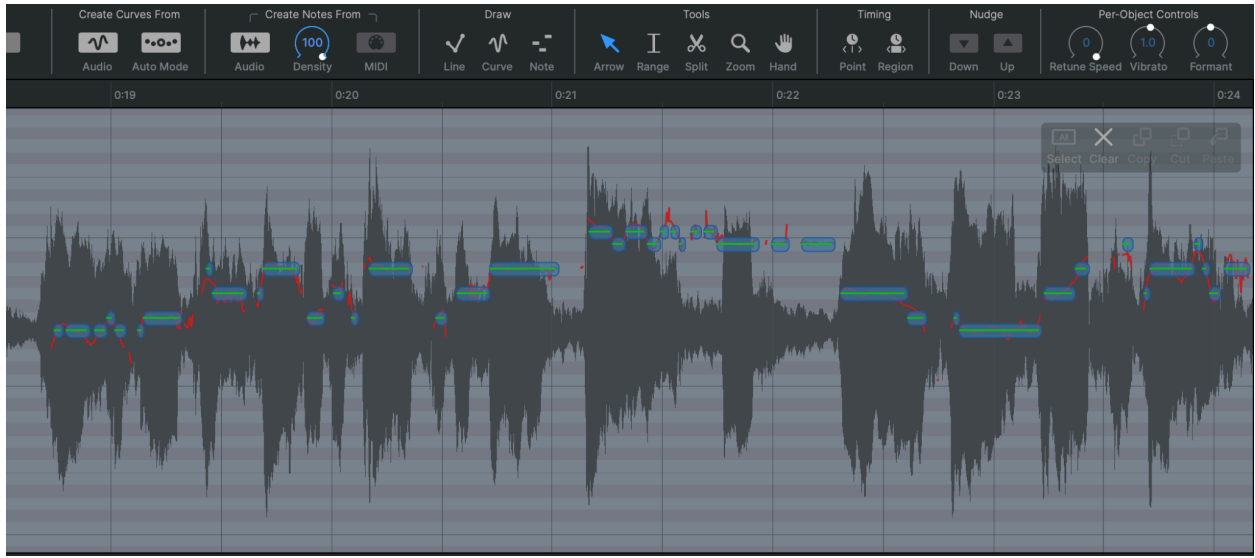 Create Curves From
Create Notes From
Draw
Tools
Timing
Nudge
Per-Object Controls
100
0
1.0
0
Audio
Auto Mode
Audio
Density
MIDI
Line
Curve
Note
Arrow
Range
Split
Zoom
Hand
Point
Region
Down
Up
Retune Speed
Vibrato
Formant
0:19
0:20
0:21
0:22
0:23
0:24
All
Select
Clear
Copy
Cut
Paste